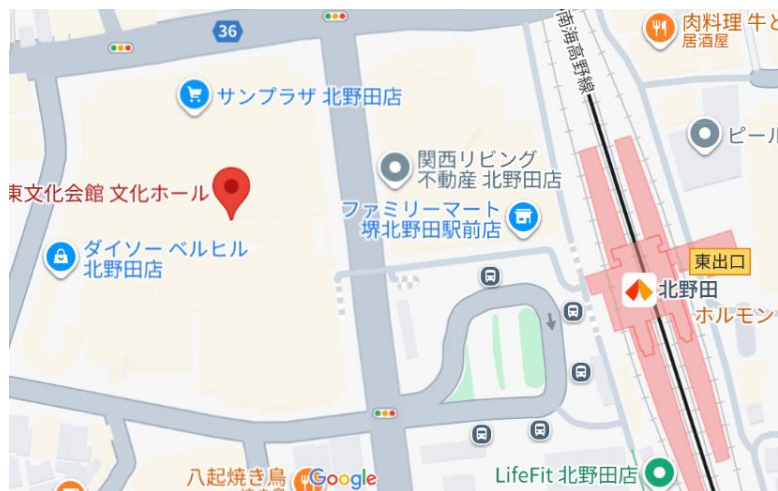 36
肉料理 牛と
居酒屋
南海高野線
サンプラザ 北野田店
ピール
関西リビング
不動産 北野田店
東文化会館 文化ホール
ファミリーマート
堺北野田駅前店
ダイソー ベルヒル
北野田店
東出口
北野田
ホルモン
八起焼き鳥
Google
LifeFit 北野田店